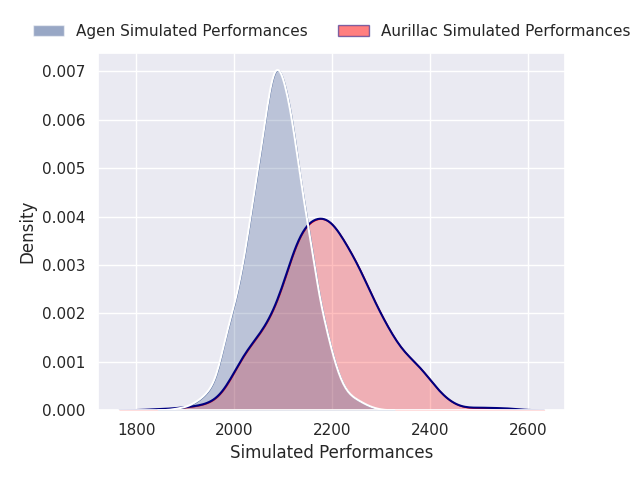 Agen Simulated Performances
Aurillac Simulated Performances
0.007
0.006
0.005
0.004
0.003
0.002
0.001
0.000
Density
1800 2000 2200 2400 2600
Simulated Performances